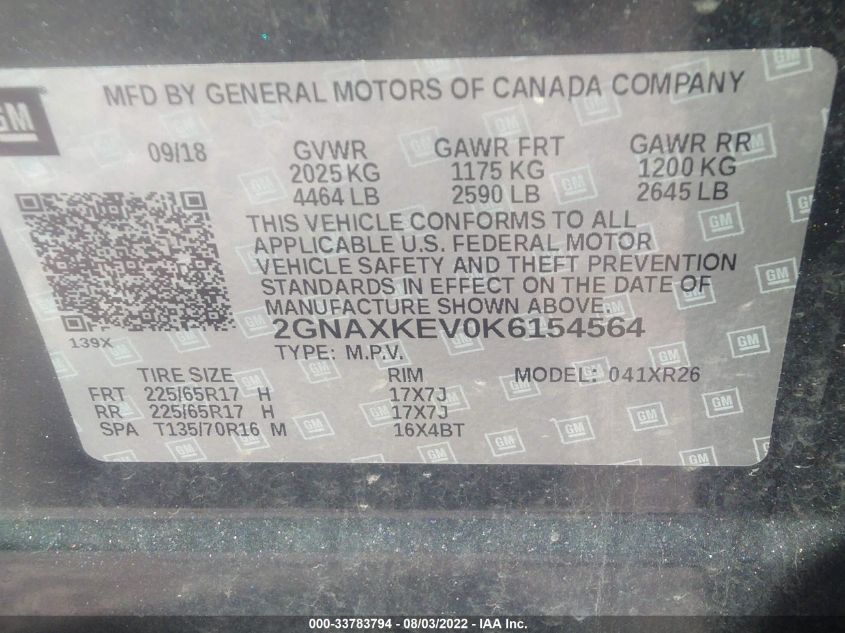 MFD BY GENERAL MOTORS OF CANADA COMPANY
GM
09/18 GVWR GAWR FRT GAWR RR
2025 KG 1175 KG 1200 KG
4464 LB 2590 LB 2645 LB
THIS VEHICLE CONFORMS TO ALL
APPLICABLE U.S. FEDERAL MOTOR
VEHICLE SAFETY AND THEFT PREVENTION
STANDARDS IN EFFECT ON THE DATE OF
MANUFACTURE SHOWN ABOVE.
2GNAXKEV0K6154564
139X
TYPE: M.P.V.
TIRE SIZE RIM MODEL: 041XR26
FRT 225/65R17 H 17X7J
RR 225/65R17 H 17X7J
SPA T135/70R16 M 16X4BT
000-33783794 - 08/03/2022 - IAA Inc.